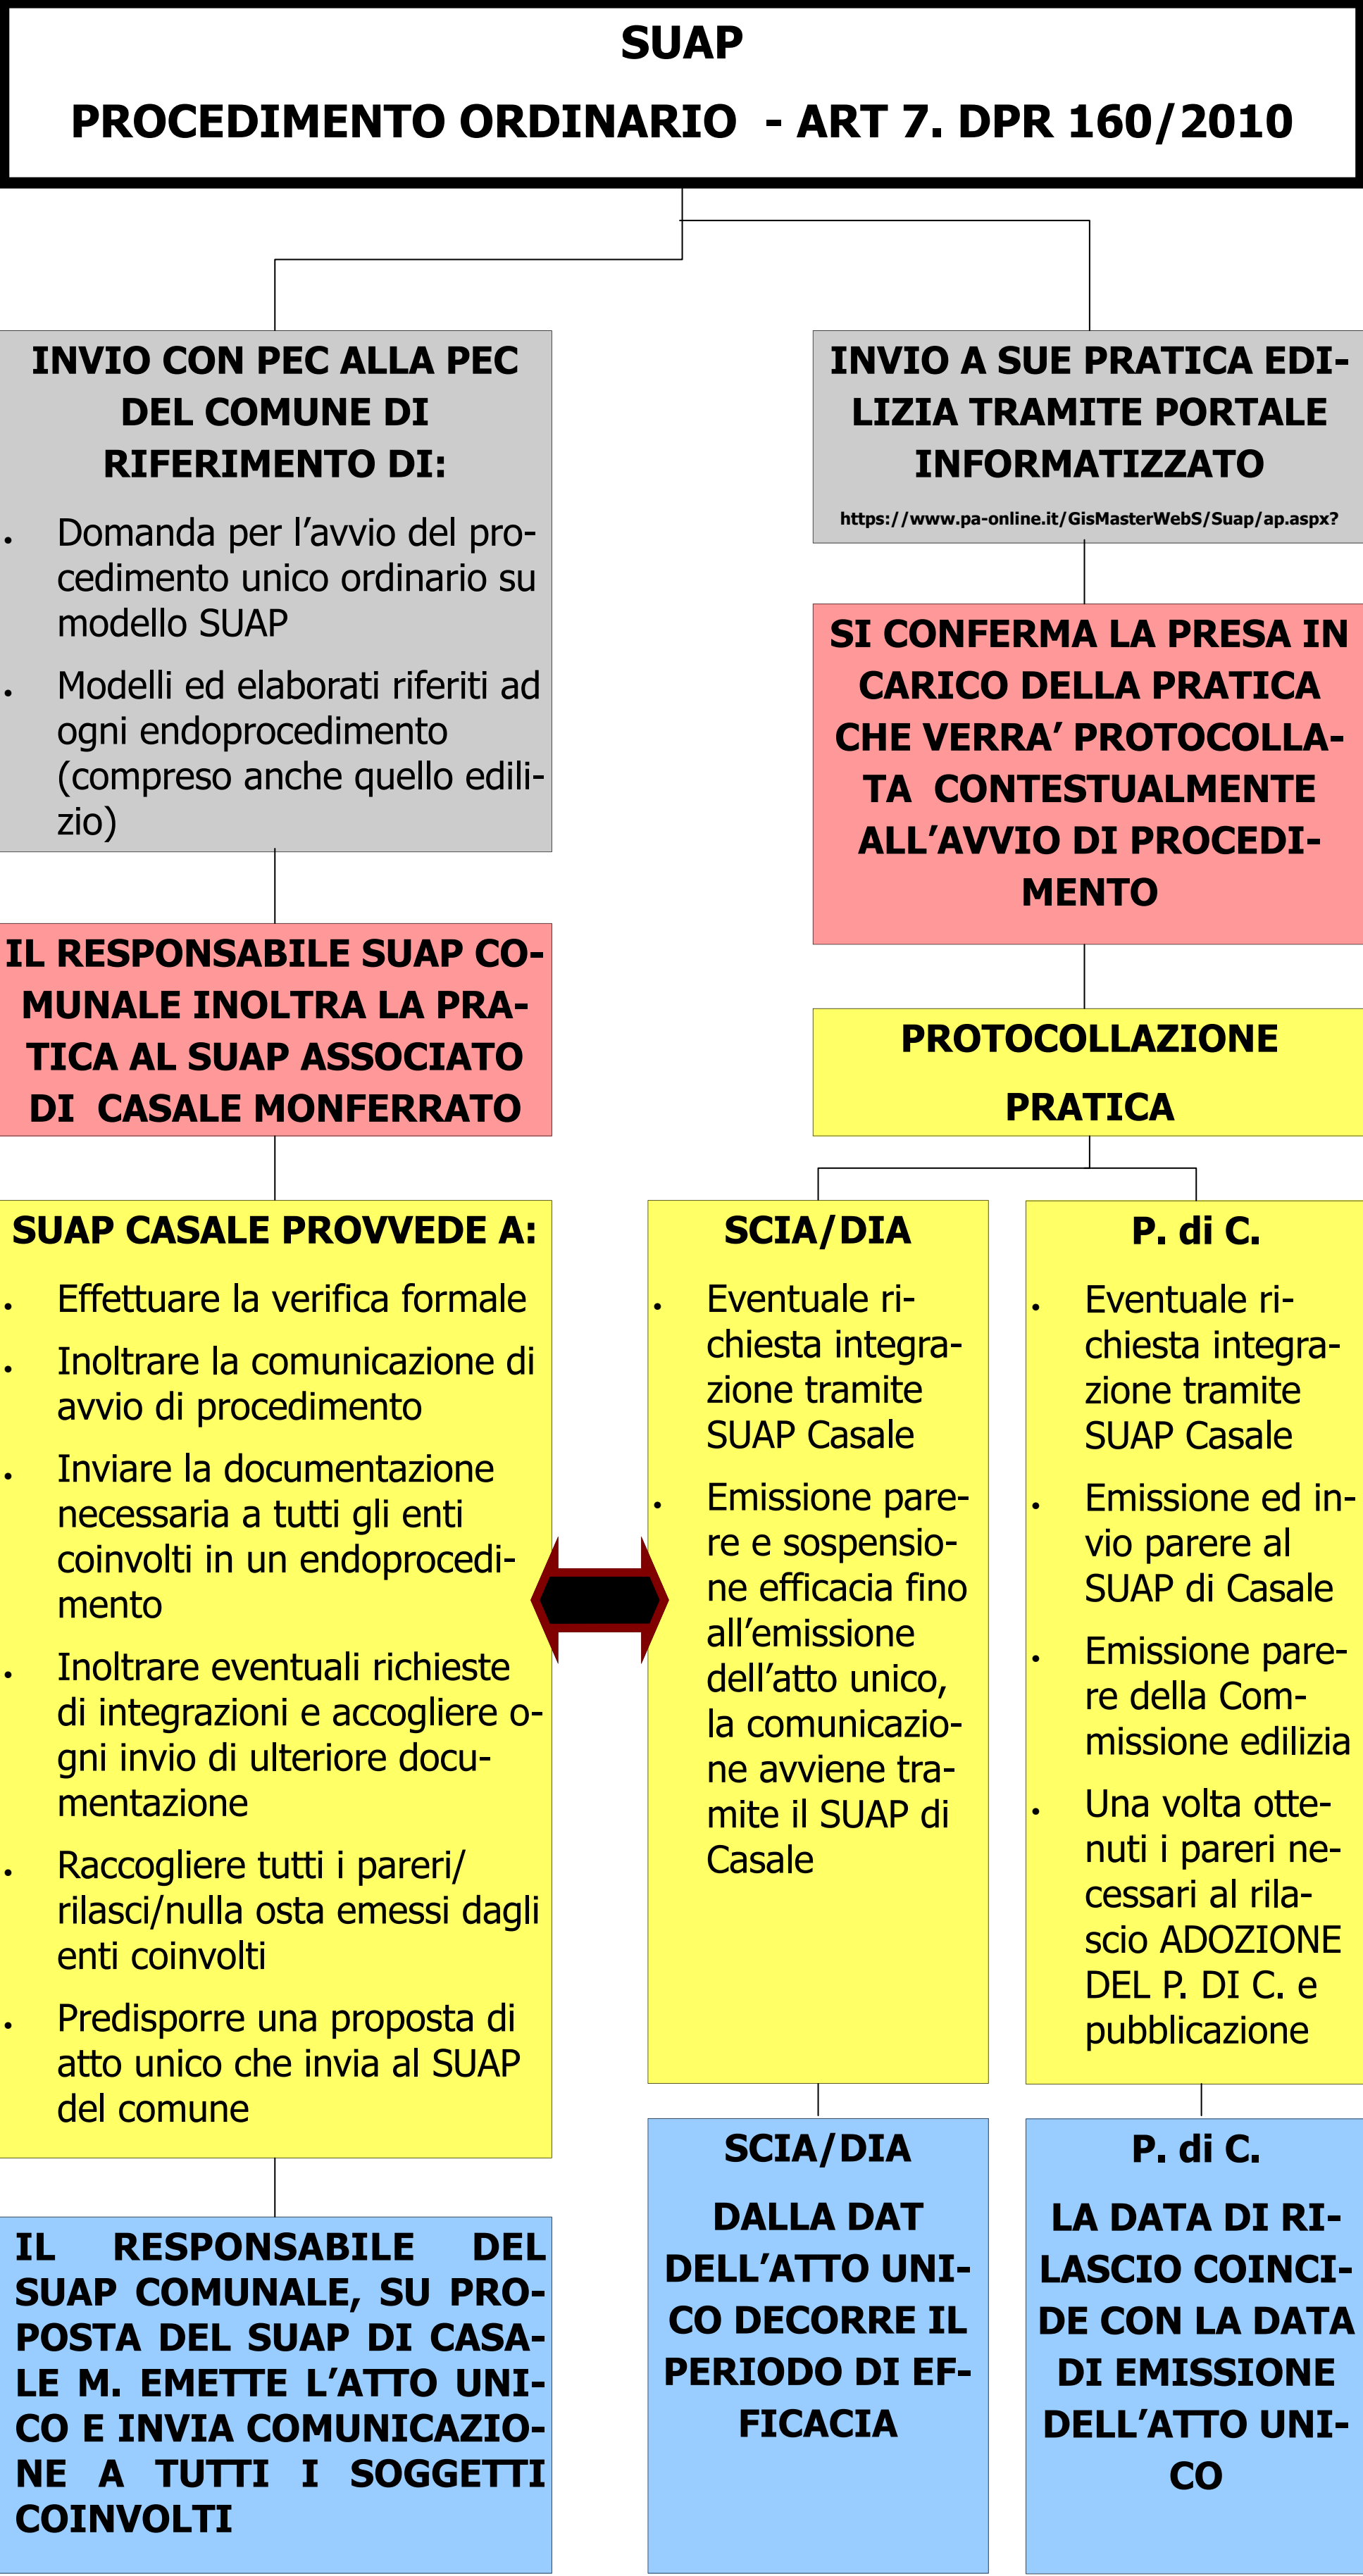 SUAP
PROCEDIMENTO ORDINARIO - ART 7. DPR 160/2010
INVIO CON PEC ALLA PEC
DEL COMUNE DI
RIFERIMENTO DI:
• Domanda per l’avvio del pro-
cedimento unico ordinario su
modello SUAP
• Modelli ed elaborati riferiti ad
ogni endoprocedimento
(compreso anche quello edili-
zio)
IL RESPONSABILE SUAP CO-
MUNALE INOLTRA LA PRA-
TICA AL SUAP ASSOCIATO
DI CASALE MONFERRATO
SUAP CASALE PROVVEDE A:
• Effettuare la verifica formale
• Inoltrare la comunicazione di
avvio di procedimento
• Inviare la documentazione
necessaria a tutti gli enti
coinvolti in un endoprocedi-
mento
• Inoltrare eventuali richieste
di integrazioni e accogliere o-
gni invio di ulteriore docu-
mentazione
• Raccogliere tutti i pareri/
rilasci/nulla osta emessi dagli
enti coinvolti
• Predisporre una proposta di
atto unico che invia al SUAP
del comune
IL RESPONSABILE DEL
SUAP COMUNALE, SU PRO-
POSTA DEL SUAP DI CASA-
LE M. EMETTE L’ATTO UNI-
CO E INVIA COMUNICAZIO-
NE A TUTTI I SOGGETTI
COINVOLTI
INVIO A SUE PRATICA EDI-
LIZIA TRAMITE PORTALE
INFORMATIZZATO
https://www.pa-online.it/GisMasterWebS/Suap/ap.aspx?
SI CONFERMA LA PRESA IN
CARICO DELLA PRATICA
CHE VERRA’ PROTOCOLLA-
TA CONTESTUALMENTE
ALL’AVVIO DI PROCEDI-
MENTO
PROTOCOLLAZIONE
PRATICA
SCIA/DIA
• Eventuale ri-
chiesta integra-
zione tramite
SUAP Casale
• Emissione pare-
re e sospensio-
ne efficacia fino
all’emissione
dell’atto unico,
la comunicazio-
ne avviene tra-
mite il SUAP di
Casale
SCIA/DIA
DALLA DAT
DELL’ATTO UNI-
CO DECORRE IL
PERIODO DI EF-
FICACIA
P. di C.
• Eventuale ri-
chiesta integra-
zione tramite
SUAP Casale
• Emissione ed in-
vio parere al
SUAP di Casale
• Emissione pare-
re della Com-
missione edilizia
• Una volta otte-
nuti i pareri ne-
cessari al rila-
scio ADOZIONE
DEL P. DI C. e
pubblicazione
P. di C.
LA DATA DI RI-
LASCIO COINCI-
DE CON LA DATA
DI EMISSIONE
DELL’ATTO UNI-
CO